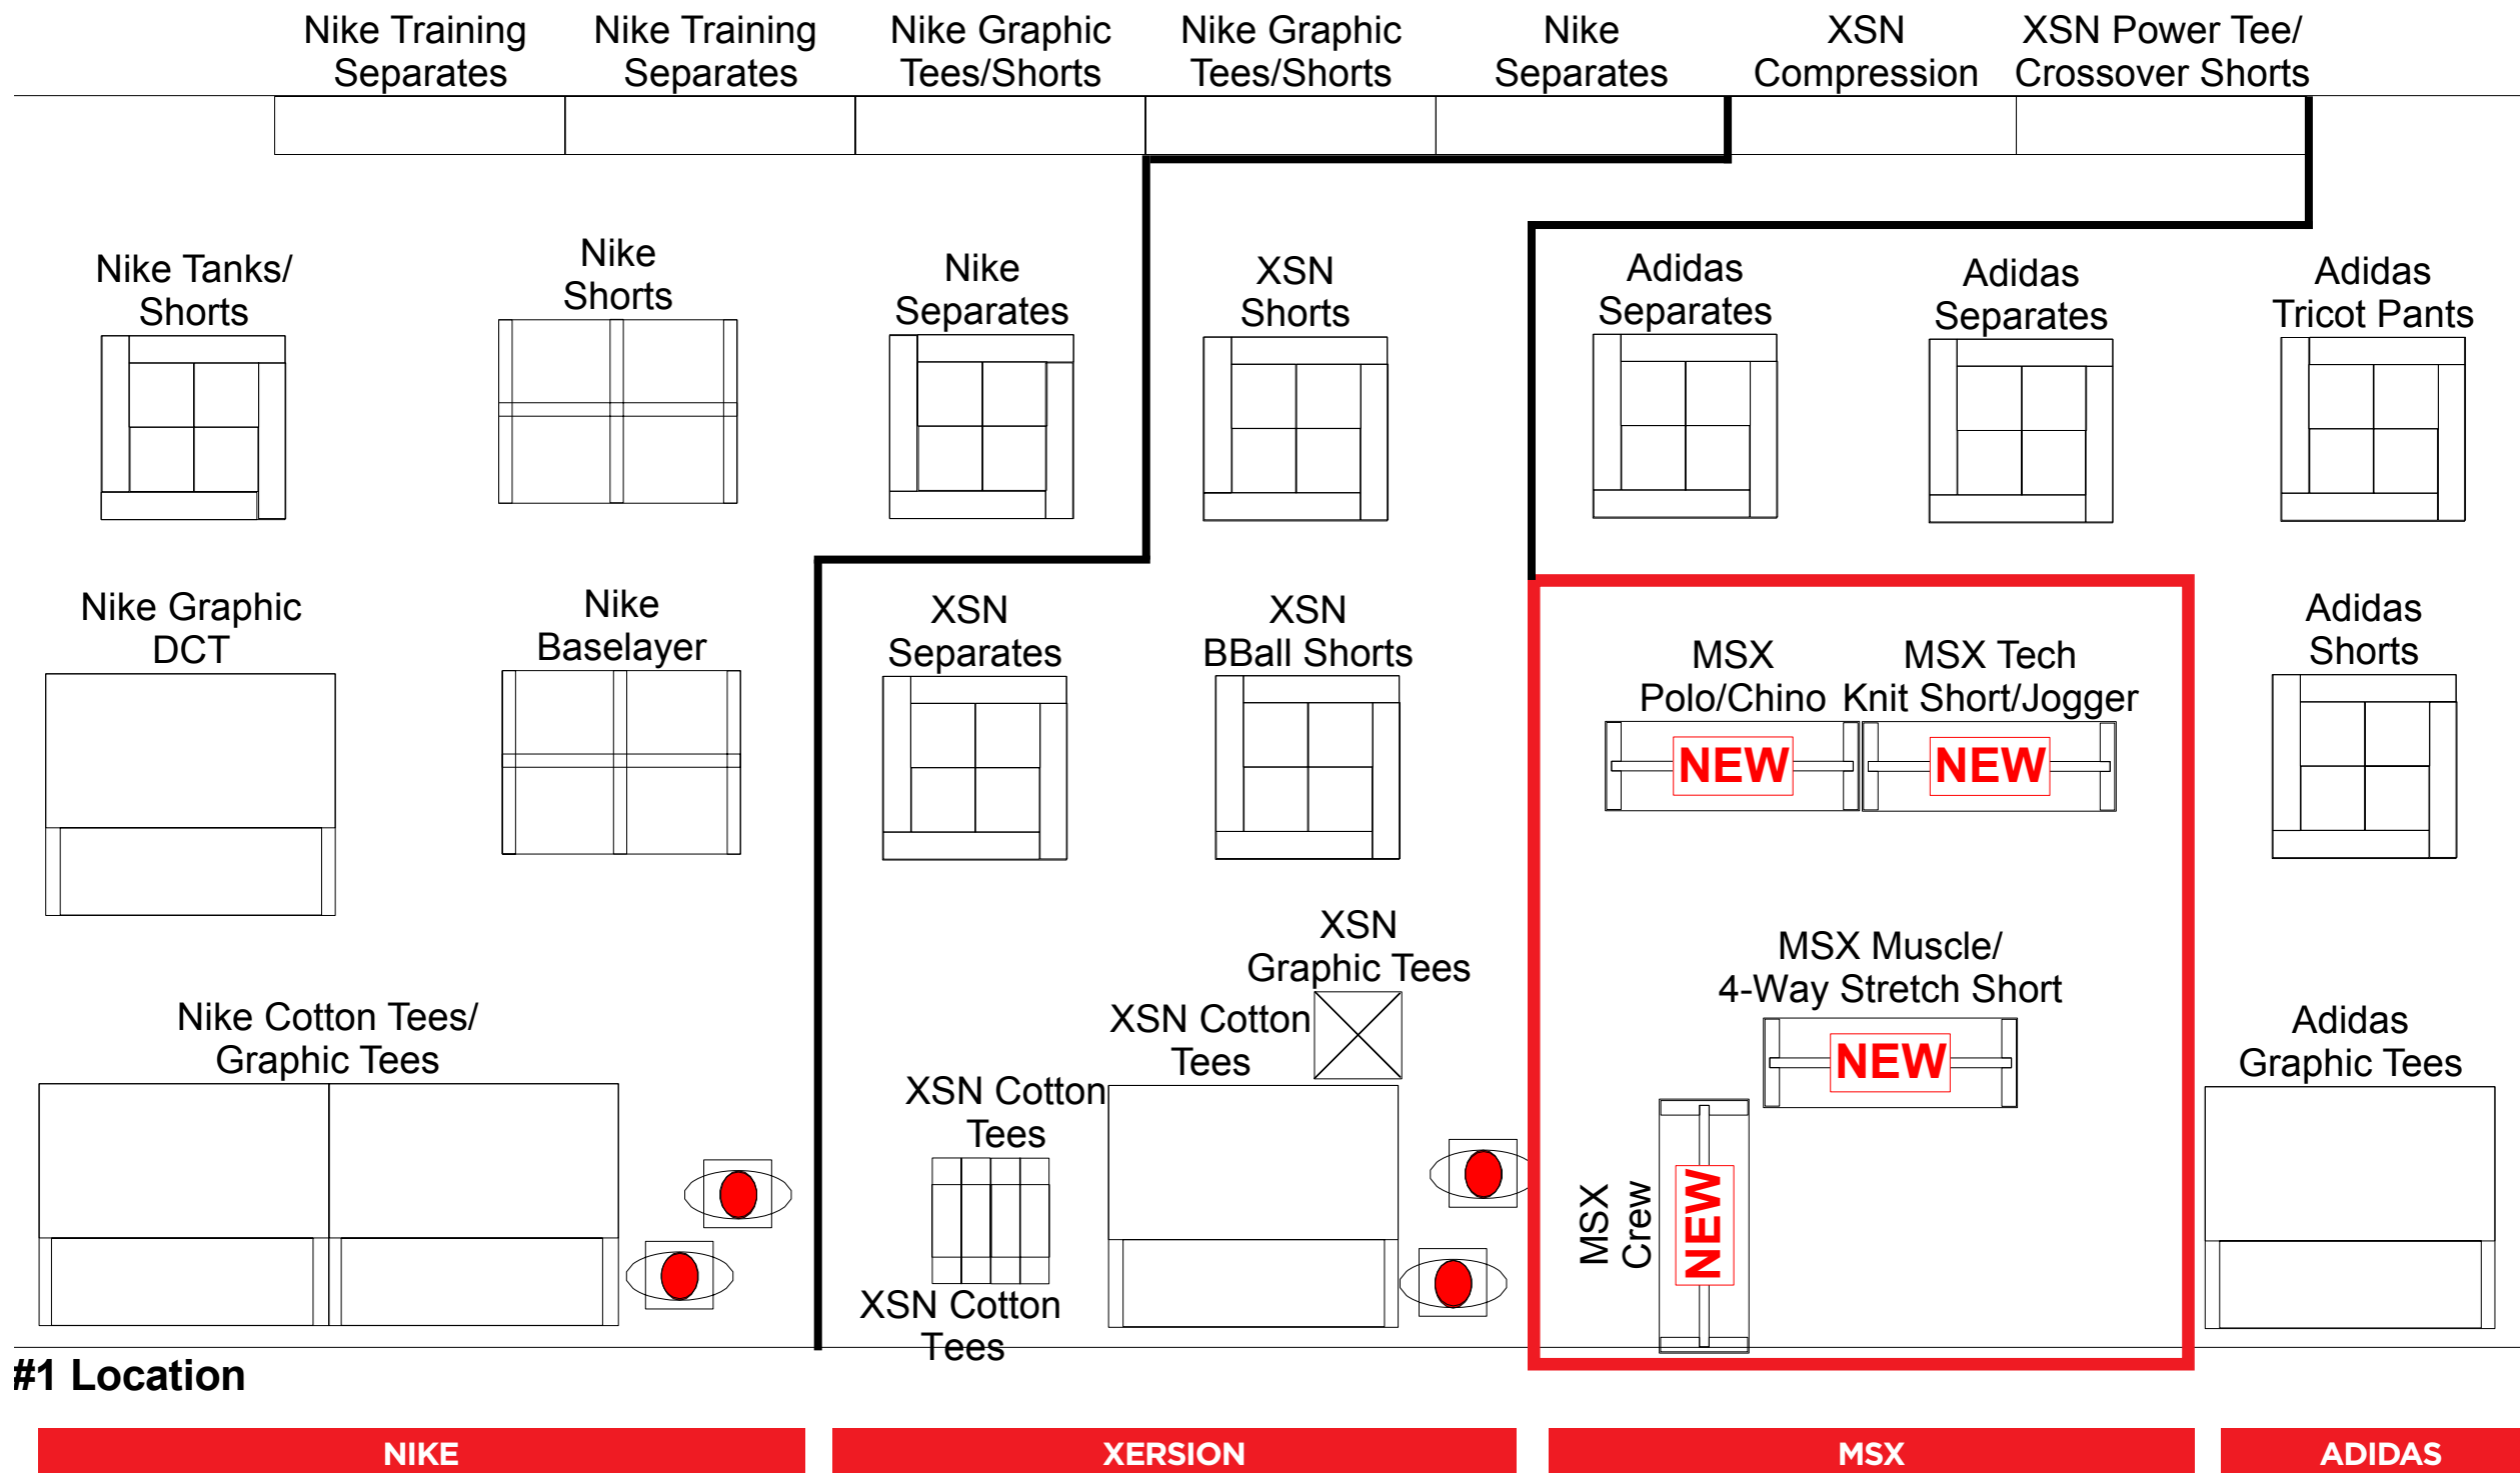 Nike Training
Separates
Nike Training
Separates
Nike Graphic
Tees/Shorts
Nike Graphic
Tees/Shorts
Nike
Separates
XSN
Compression
XSN Power Tee/
Crossover Shorts
Nike Tanks/
Shorts
Nike
Shorts
Nike
Separates
XSN
Shorts
Adidas
Separates
Adidas
Separates
Adidas
Tricot Pants
Nike Graphic
DCT
Nike
Baselayer
XSN
Separates
XSN
BBall Shorts
MSX
Polo/Chino
NEW
MSX Tech
Knit Short/Jogger
NEW
Adidas
Shorts
Nike Cotton Tees/
Graphic Tees
XSN
Graphic Tees
XSN Cotton
Tees
XSN Cotton
Tees
XSN Cotton
Tees
MSX Muscle/
4-Way Stretch Short
NEW
MSX
Crew
NEW
Adidas
Graphic Tees
#1 Location
NIKE
XERSION
MSX
ADIDAS